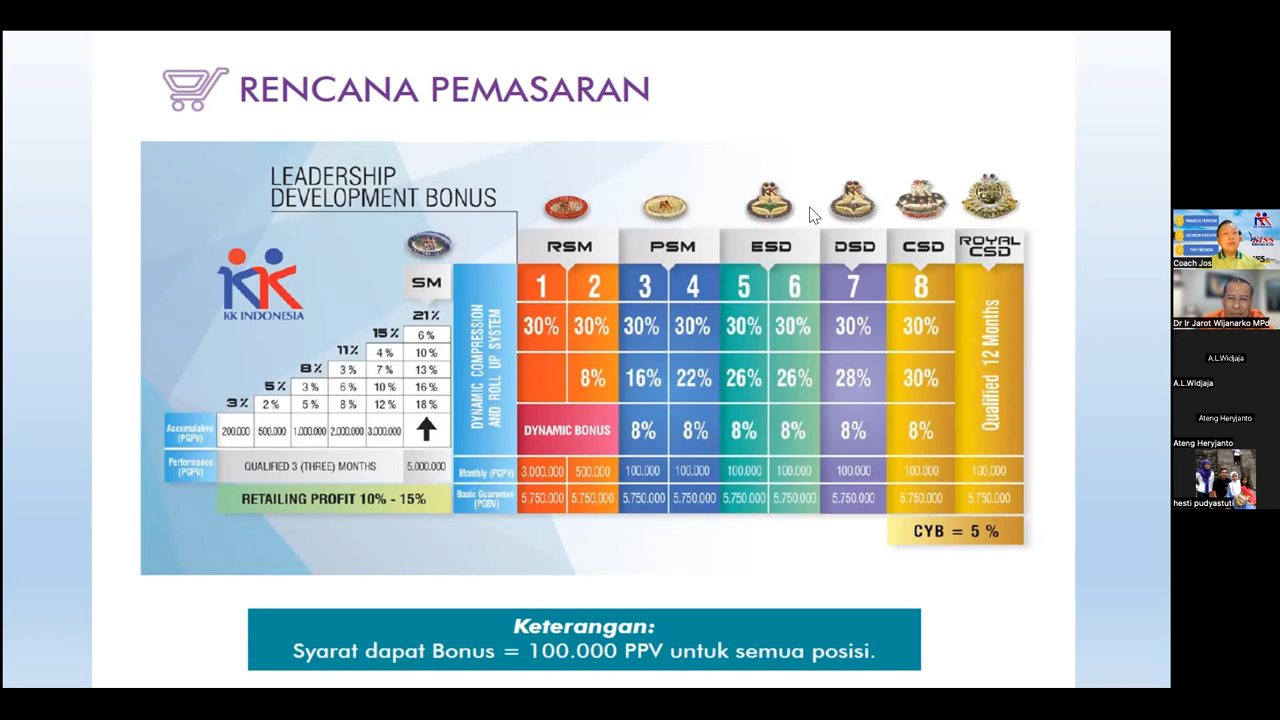 RENCANA PEMASARAN
LEADERSHIP
DEVELOPMENT BONUS
KK INDONESIA
SM
RSM PSM ESD DSD CSD ROYAL CSD
1 2 3 4 5 6 7 8
30% 30% 30% 30% 30% 30% 30% 30%
8% 16% 22% 26% 26% 28% 30%
DYNAMIC BONUS 8% 8% 8% 8% 8% 8%
DYNAMIC COMPRESSION
AND ROLL UP SYSTEM
Qualified 12 Months
21%
15% 6%
11% 4% 10%
8% 3% 7% 13%
5% 3% 6% 10% 16%
3% 2% 5% 8% 12% 18%
Accumulative
(PGPV)
200.000 500.000 1.000.000 2.000.000 3.000.000
Performance
(PGPV)
QUALIFIED 3 (THREE) MONTHS 5.000.000
RETAILING PROFIT 10% - 15%
Monthly (PGPV) 3.000.000 500.000 100.000 100.000 100.000 100.000 100.000 100.000 100.000
Basic Guarantee
(PGBV)
5.750.000 5.750.000 5.750.000 5.750.000 5.750.000 5.750.000 5.750.000 5.750.000 5.750.000
CYB = 5 %
Keterangan:
Syarat dapat Bonus = 100.000 PPV untuk semua posisi.
Coach Jos
Dr Ir Jarot Wijanarko MPd
A.L.Widjaja
A.L.Widjaja
Ateng Heryjanto
Ateng Heryjanto
hesti pudyastuti